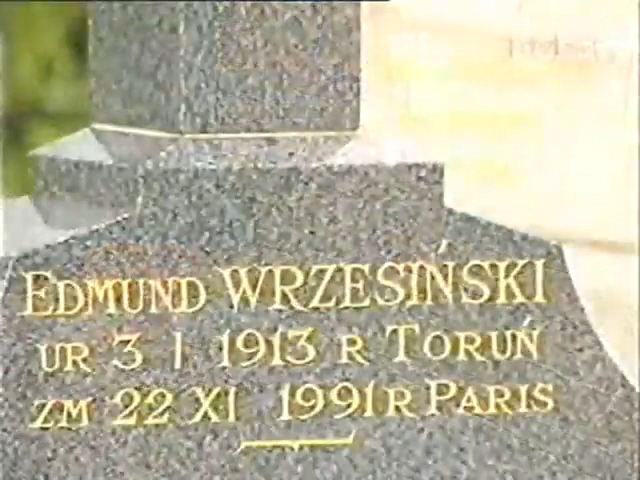 EDMUND WRZESIŃSKI
UR 3 I 1913 R TORUŃ
ZM 22 XI 1991 R PARIS